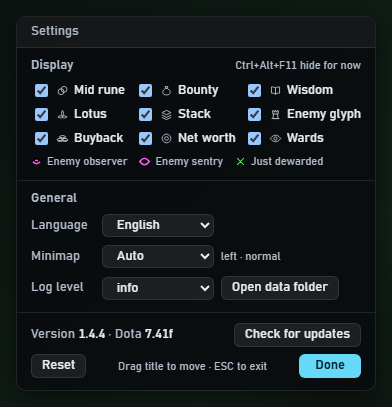 Settings
Display Ctrl+Alt+F11 hide for now
Mid rune Bounty Wisdom
Lotus Stack Enemy glyph
Buyback Net worth Wards
Enemy observer Enemy sentry Just dewarded
General
Language English
Minimap Auto left · normal
Log level info Open data folder
Version 1.4.4 · Dota 7.41f Check for updates
Reset Drag title to move · ESC to exit Done